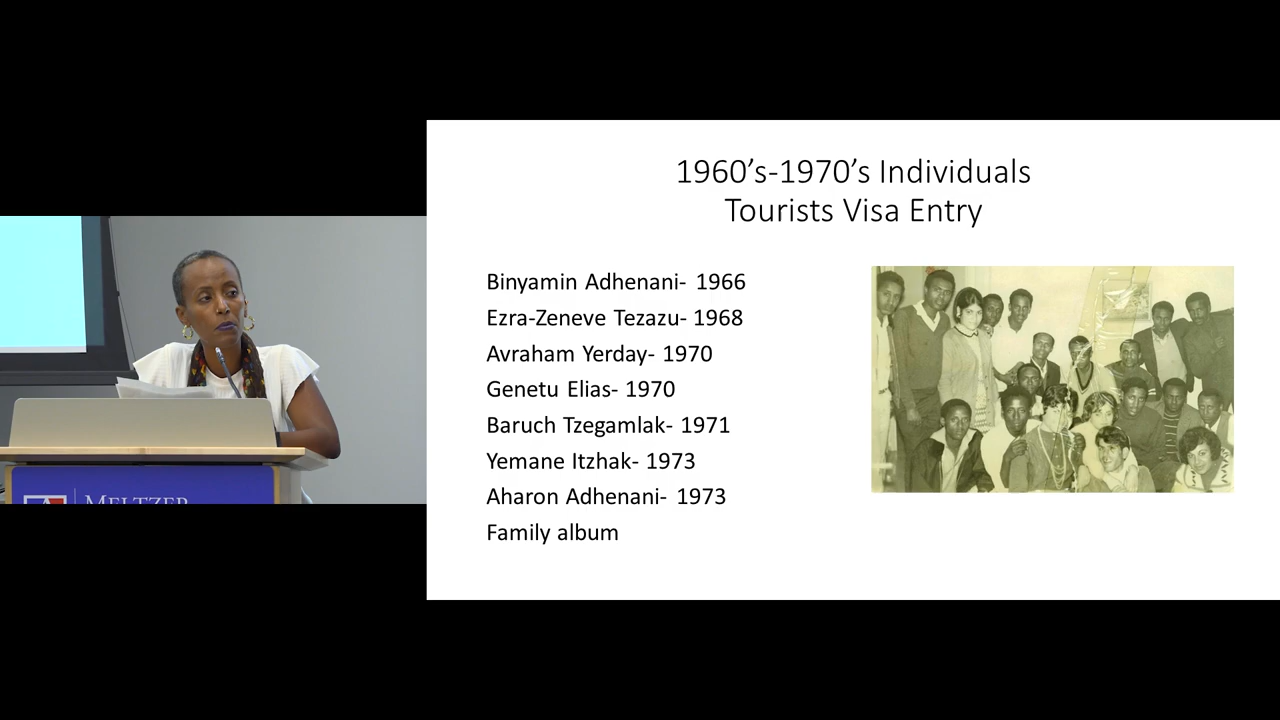 1960’s-1970’s Individuals
Tourists Visa Entry
Binyamin Adhenani- 1966
Ezra-Zeneve Tezazu- 1968
Avraham Yerday- 1970
Genetu Elias- 1970
Baruch Tzegamlak- 1971
Yemane Itzhak- 1973
Aharon Adhenani- 1973
Family album
MELTZER